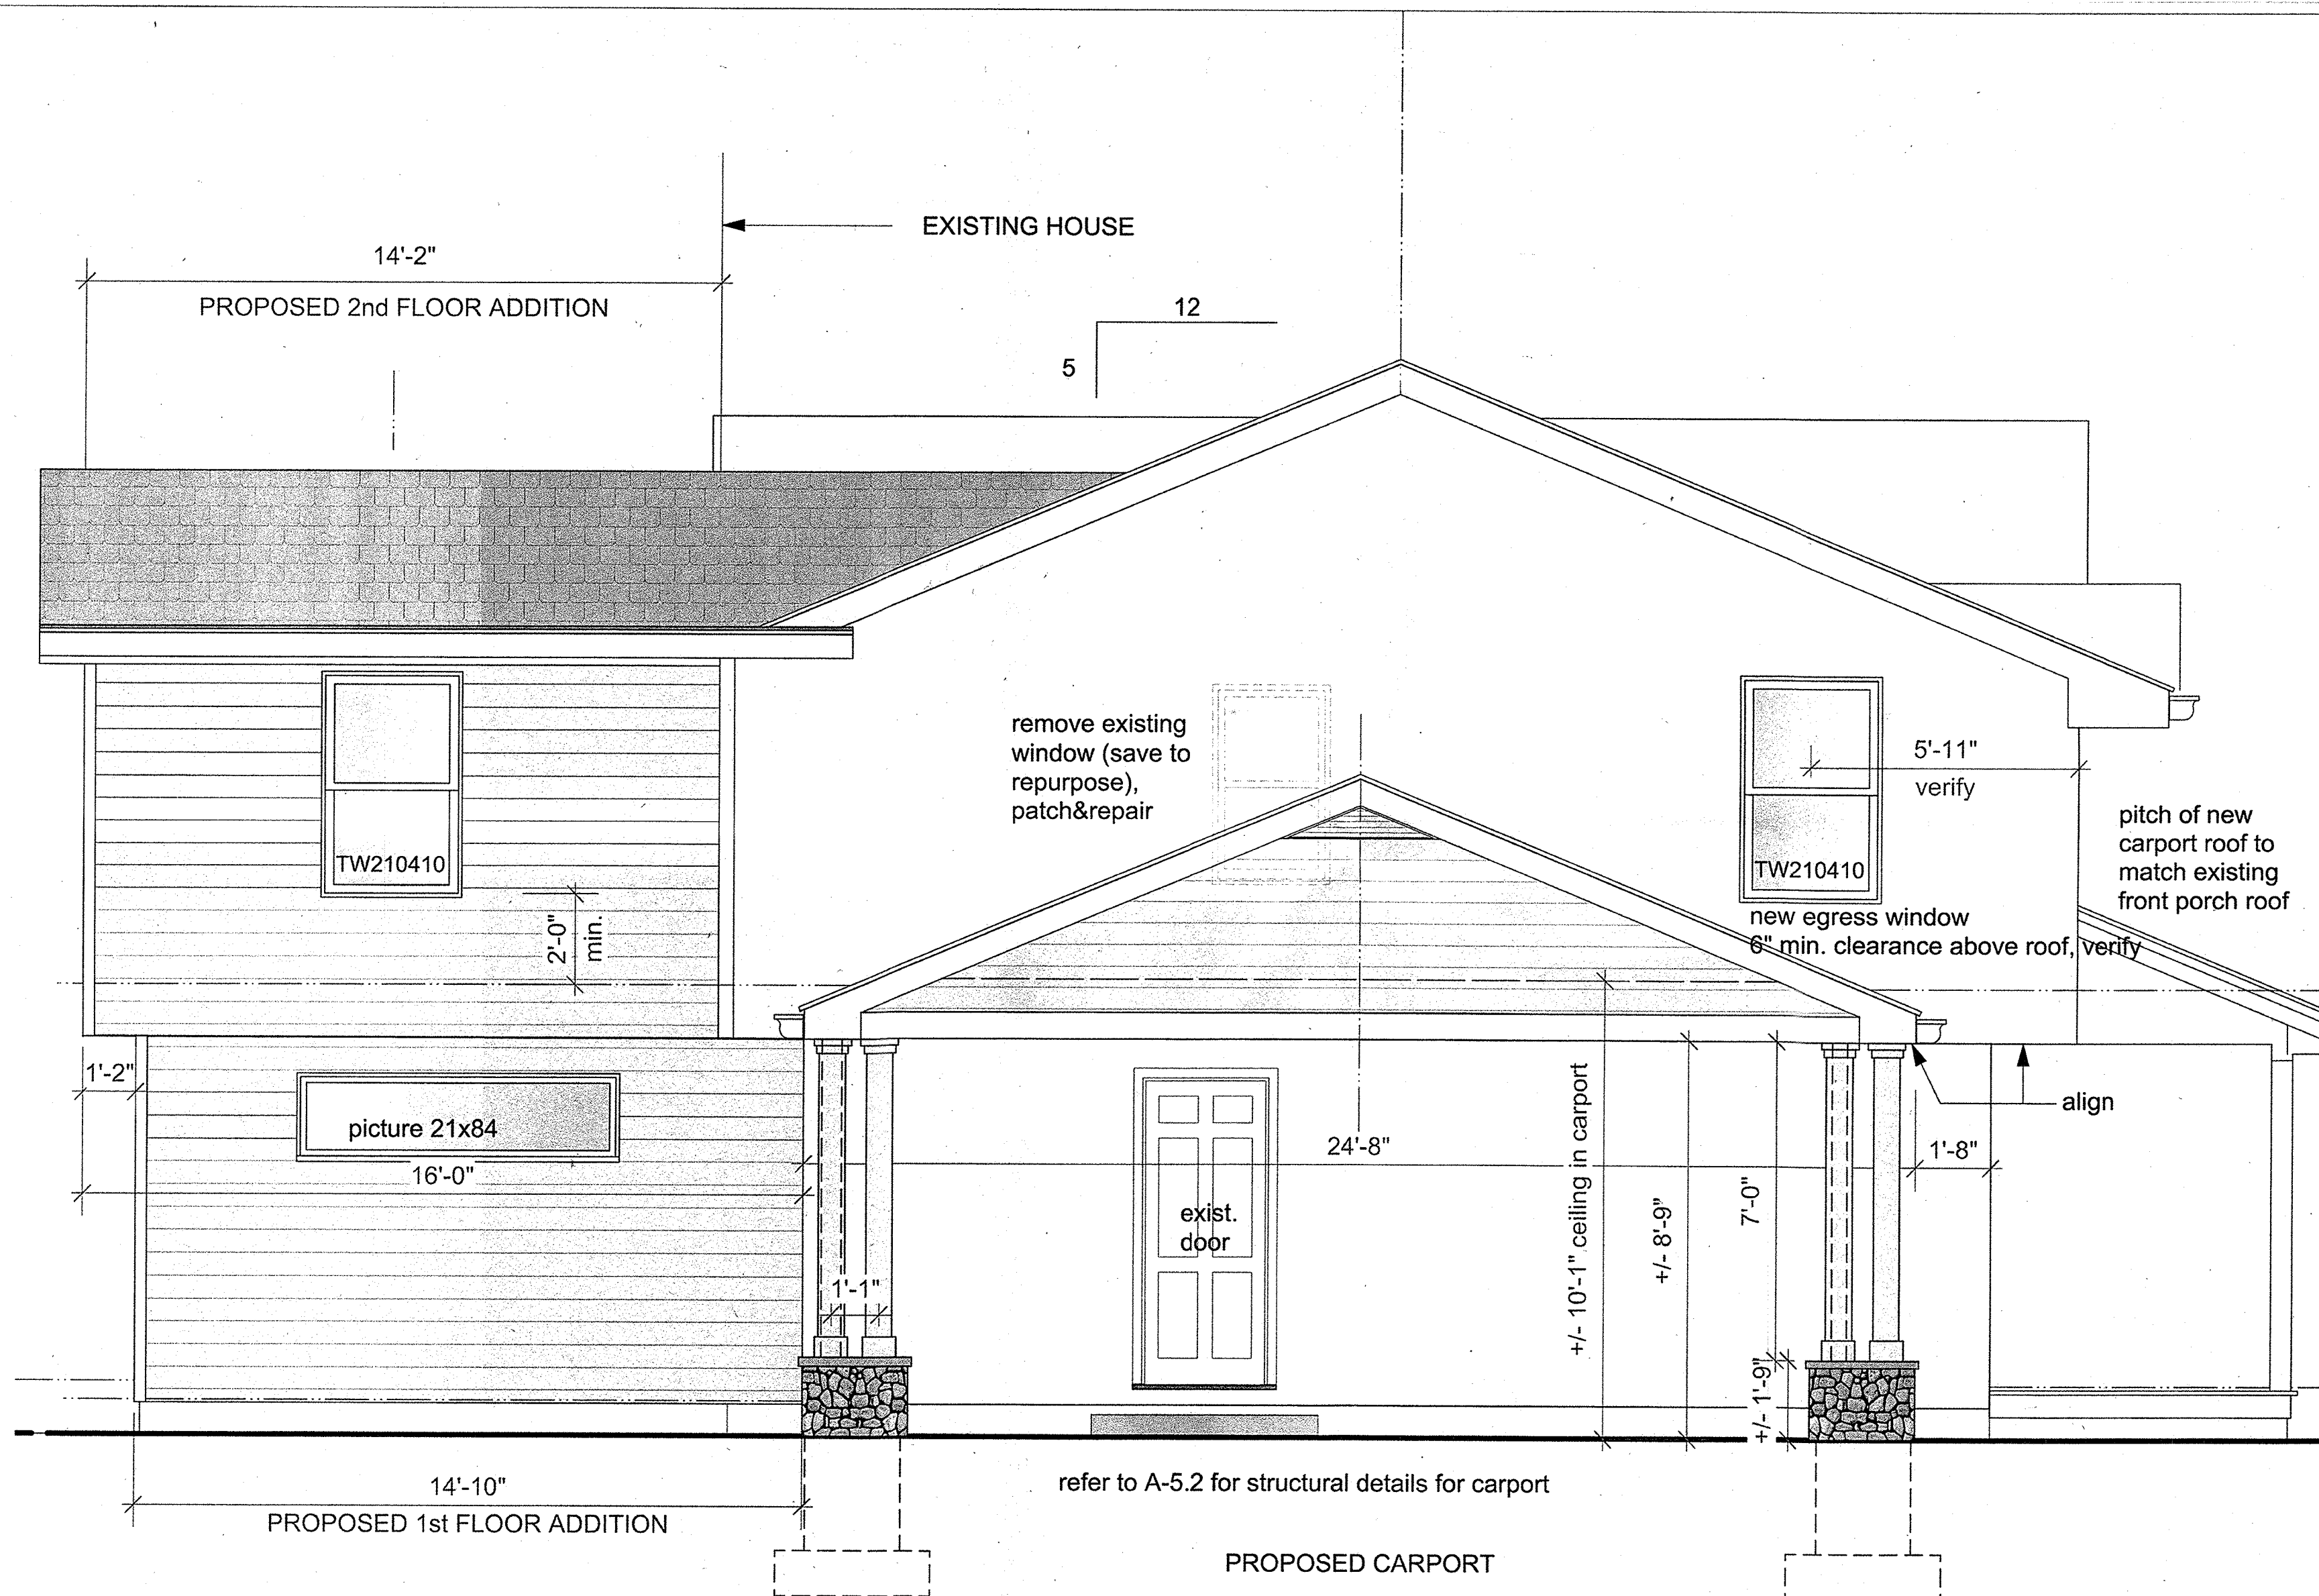 EXISTING HOUSE
14'-2"
PROPOSED 2nd FLOOR ADDITION
12
5
remove existing
window (save to
repurpose),
patch&repair
5'-11"
verify
pitch of new
carport roof to
match existing
front porch roof
TW210410
TW210410
new egress window
6" min. clearance above roof, verify
2'-0"
min.
1'-2"
picture 21x84
16'-0"
24'-8"
align
1'-8"
exist.
door
1'-1"
+/- 10'-1" ceiling in carport
+/- 8'-9"
7'-0"
+/- 1'-9"
14'-10"
PROPOSED 1st FLOOR ADDITION
refer to A-5.2 for structural details for carport
PROPOSED CARPORT